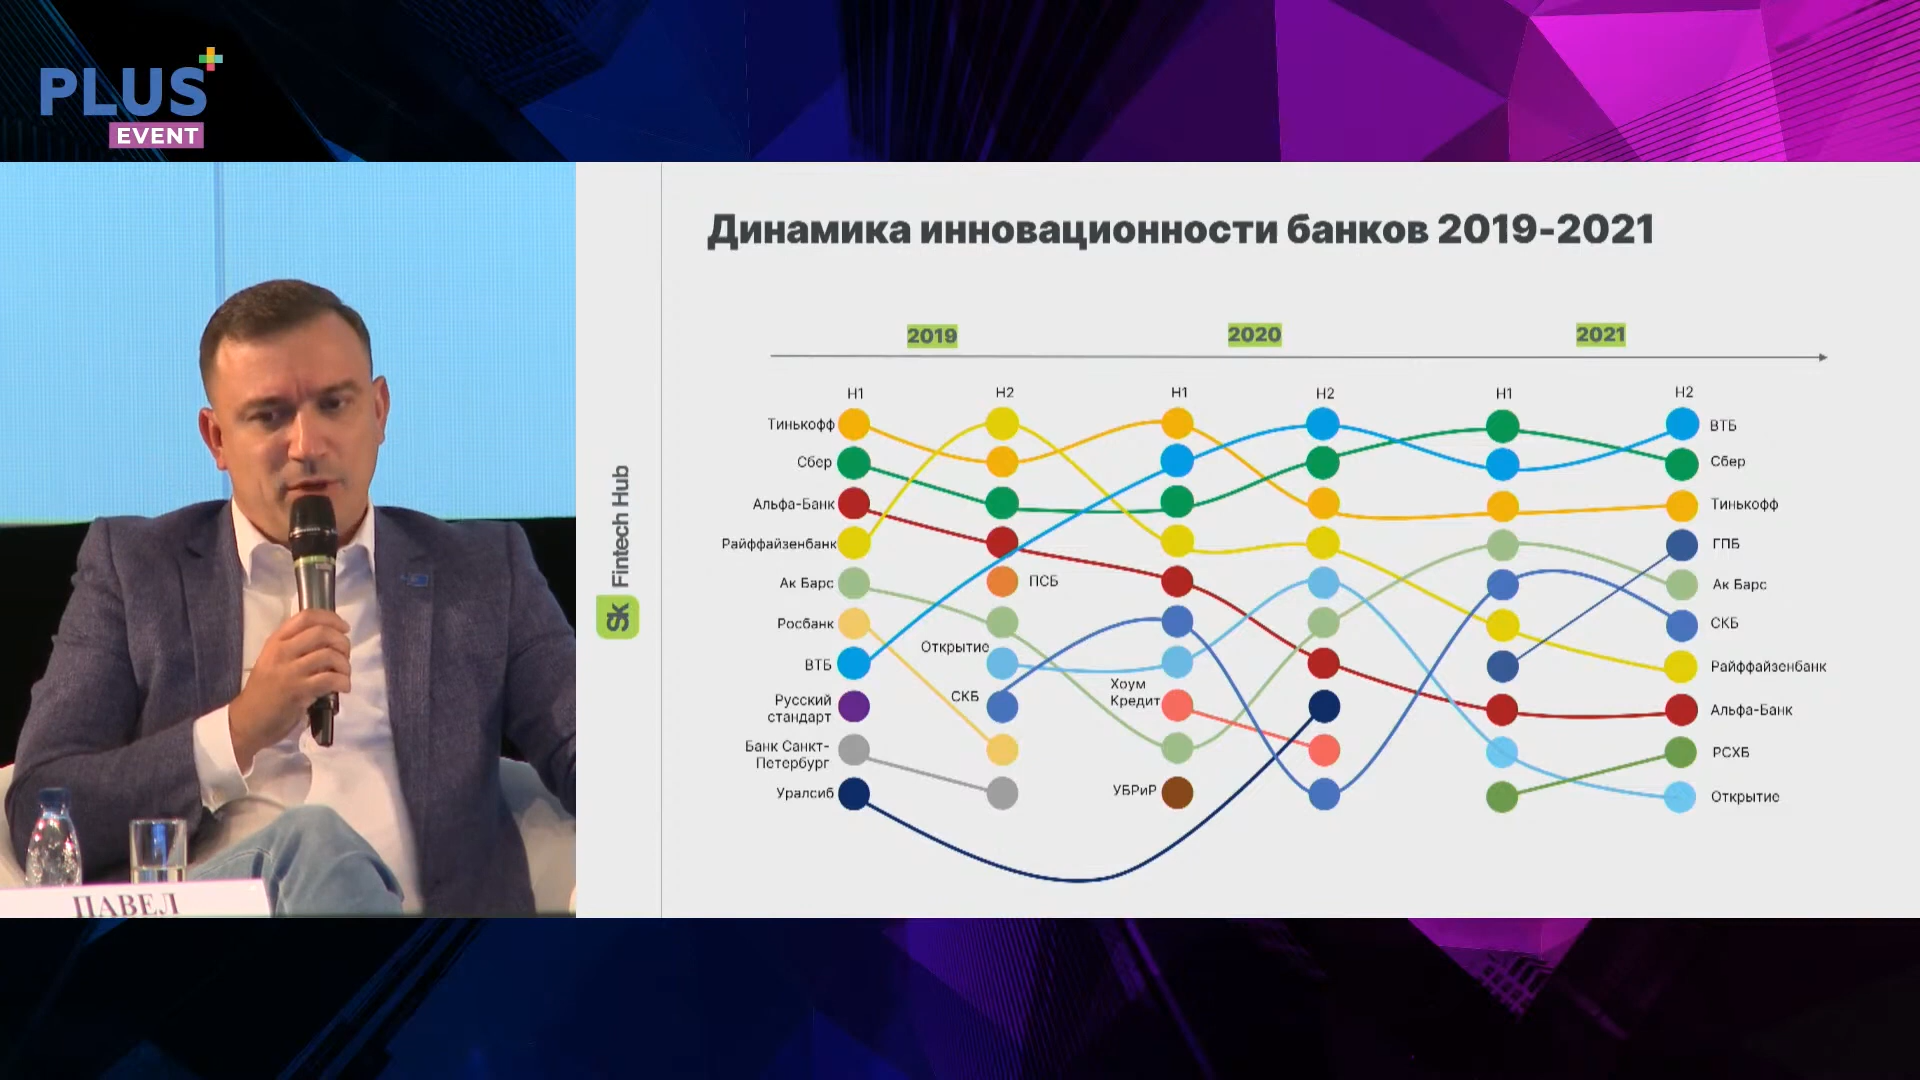 PLUS
EVENT
ПАВЕЛ
Sk Fintech Hub
Динамика инновационности банков 2019-2021
2019
2020
2021
H1
H2
H1
H2
H1
H2
Тинькофф
Сбер
Альфа-Банк
Райффайзенбанк
Ак Барс
Росбанк
ВТБ
Русский
стандарт
Банк Санкт-
Петербург
Уралсиб
ПСБ
Открытие
СКБ
Хоум
Кредит
УБРиР
ВТБ
Сбер
Тинькофф
ГПБ
Ак Барс
СКБ
Райффайзенбанк
Альфа-Банк
РСХБ
Открытие